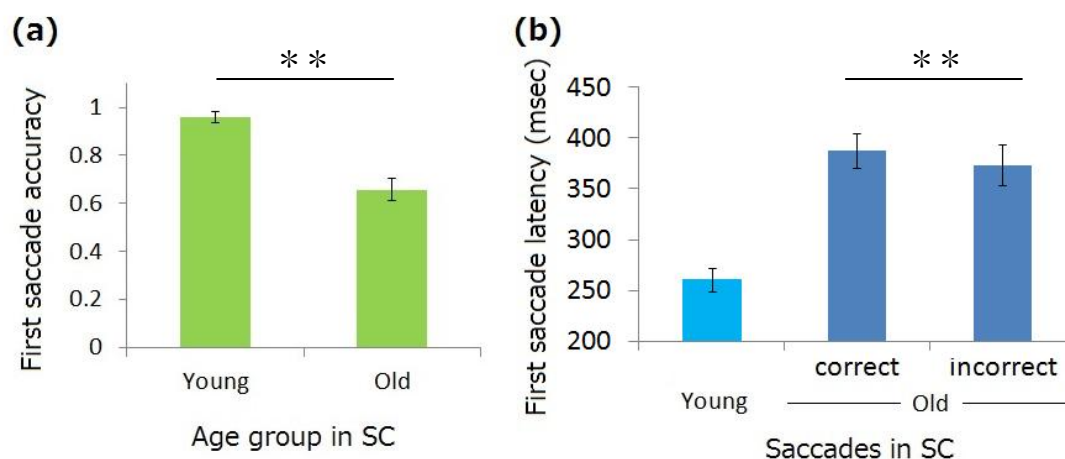 (a)
**
First saccade accuracy
1
0.8
0.6
0.4
0.2
0
Young Old
Age group in SC
(b)
**
First saccade latency (msec)
450
400
350
300
250
200
correct incorrect
Young Old
Saccades in SC